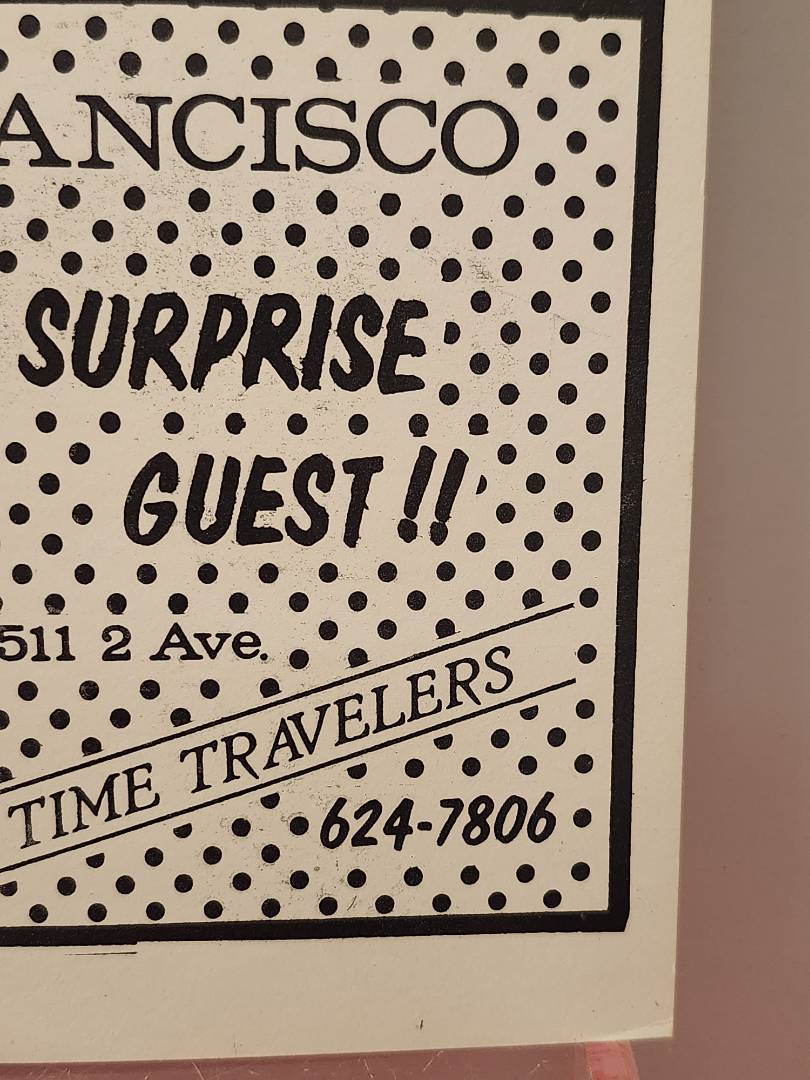 ANCISCO
SURPRISE
GUEST!!
511 2 Ave.
TIME TRAVELERS
624-7806